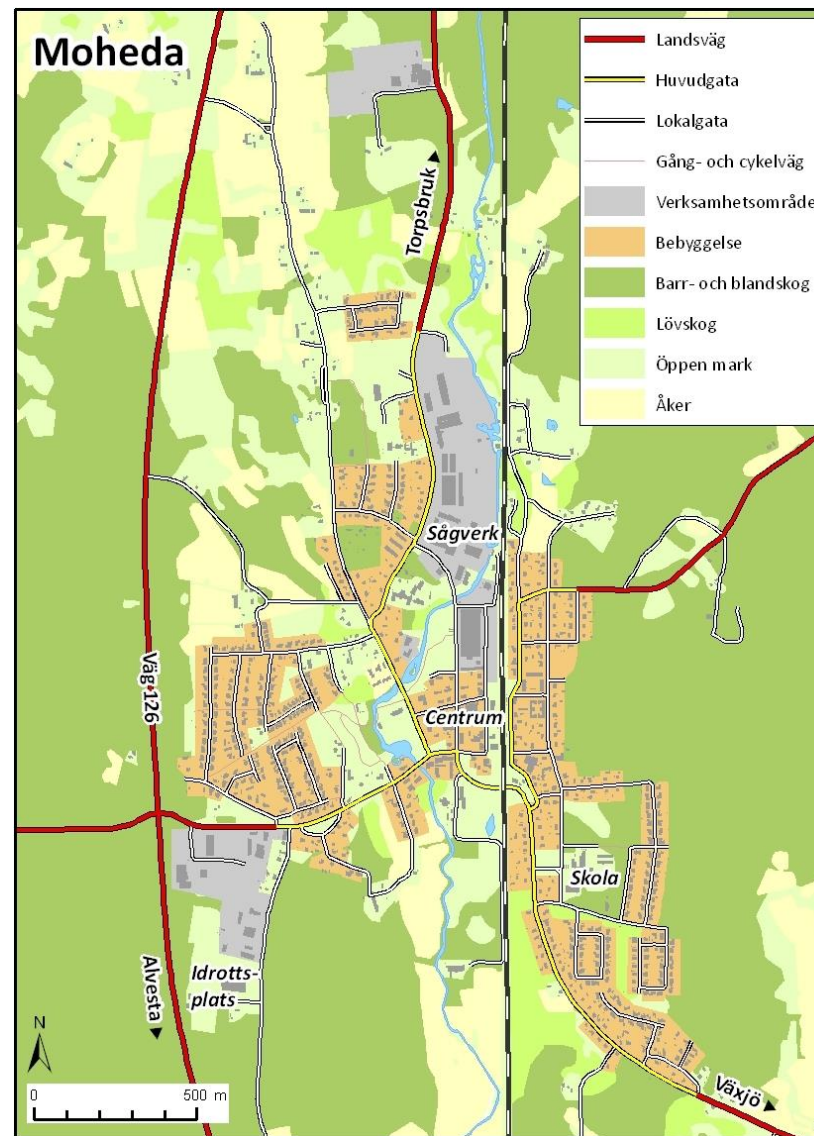 Moheda
Landsväg
Huvudgata
Lokalgata
Gång- och cykelväg
Verksamhetsområde
Bebyggelse
Barr- och blandskog
Lövskog
Öppen mark
Åker
Torpsbruk
Sågverk
Väg 126
Centrum
Skola
Idrotts-
plats
Alvesta
Växjö
N
0 500 m